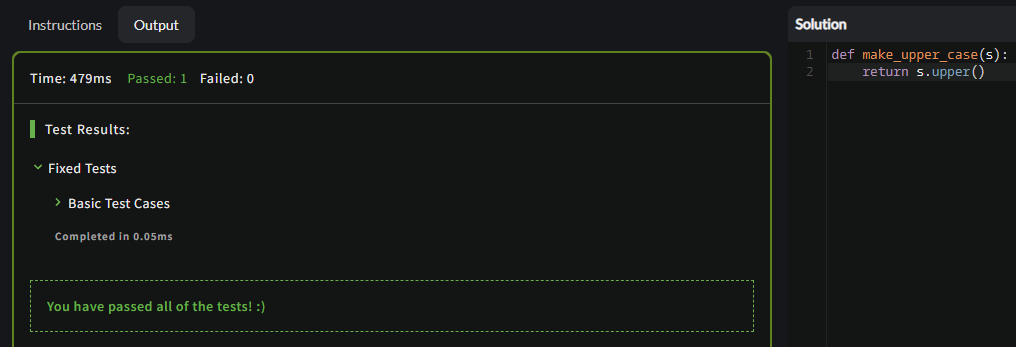 Instructions Output
Time: 479ms Passed: 1 Failed: 0
Test Results:
Fixed Tests
Basic Test Cases
Completed in 0.05ms
You have passed all of the tests! :)
Solution
1 def make_upper_case(s):
2     return s.upper()